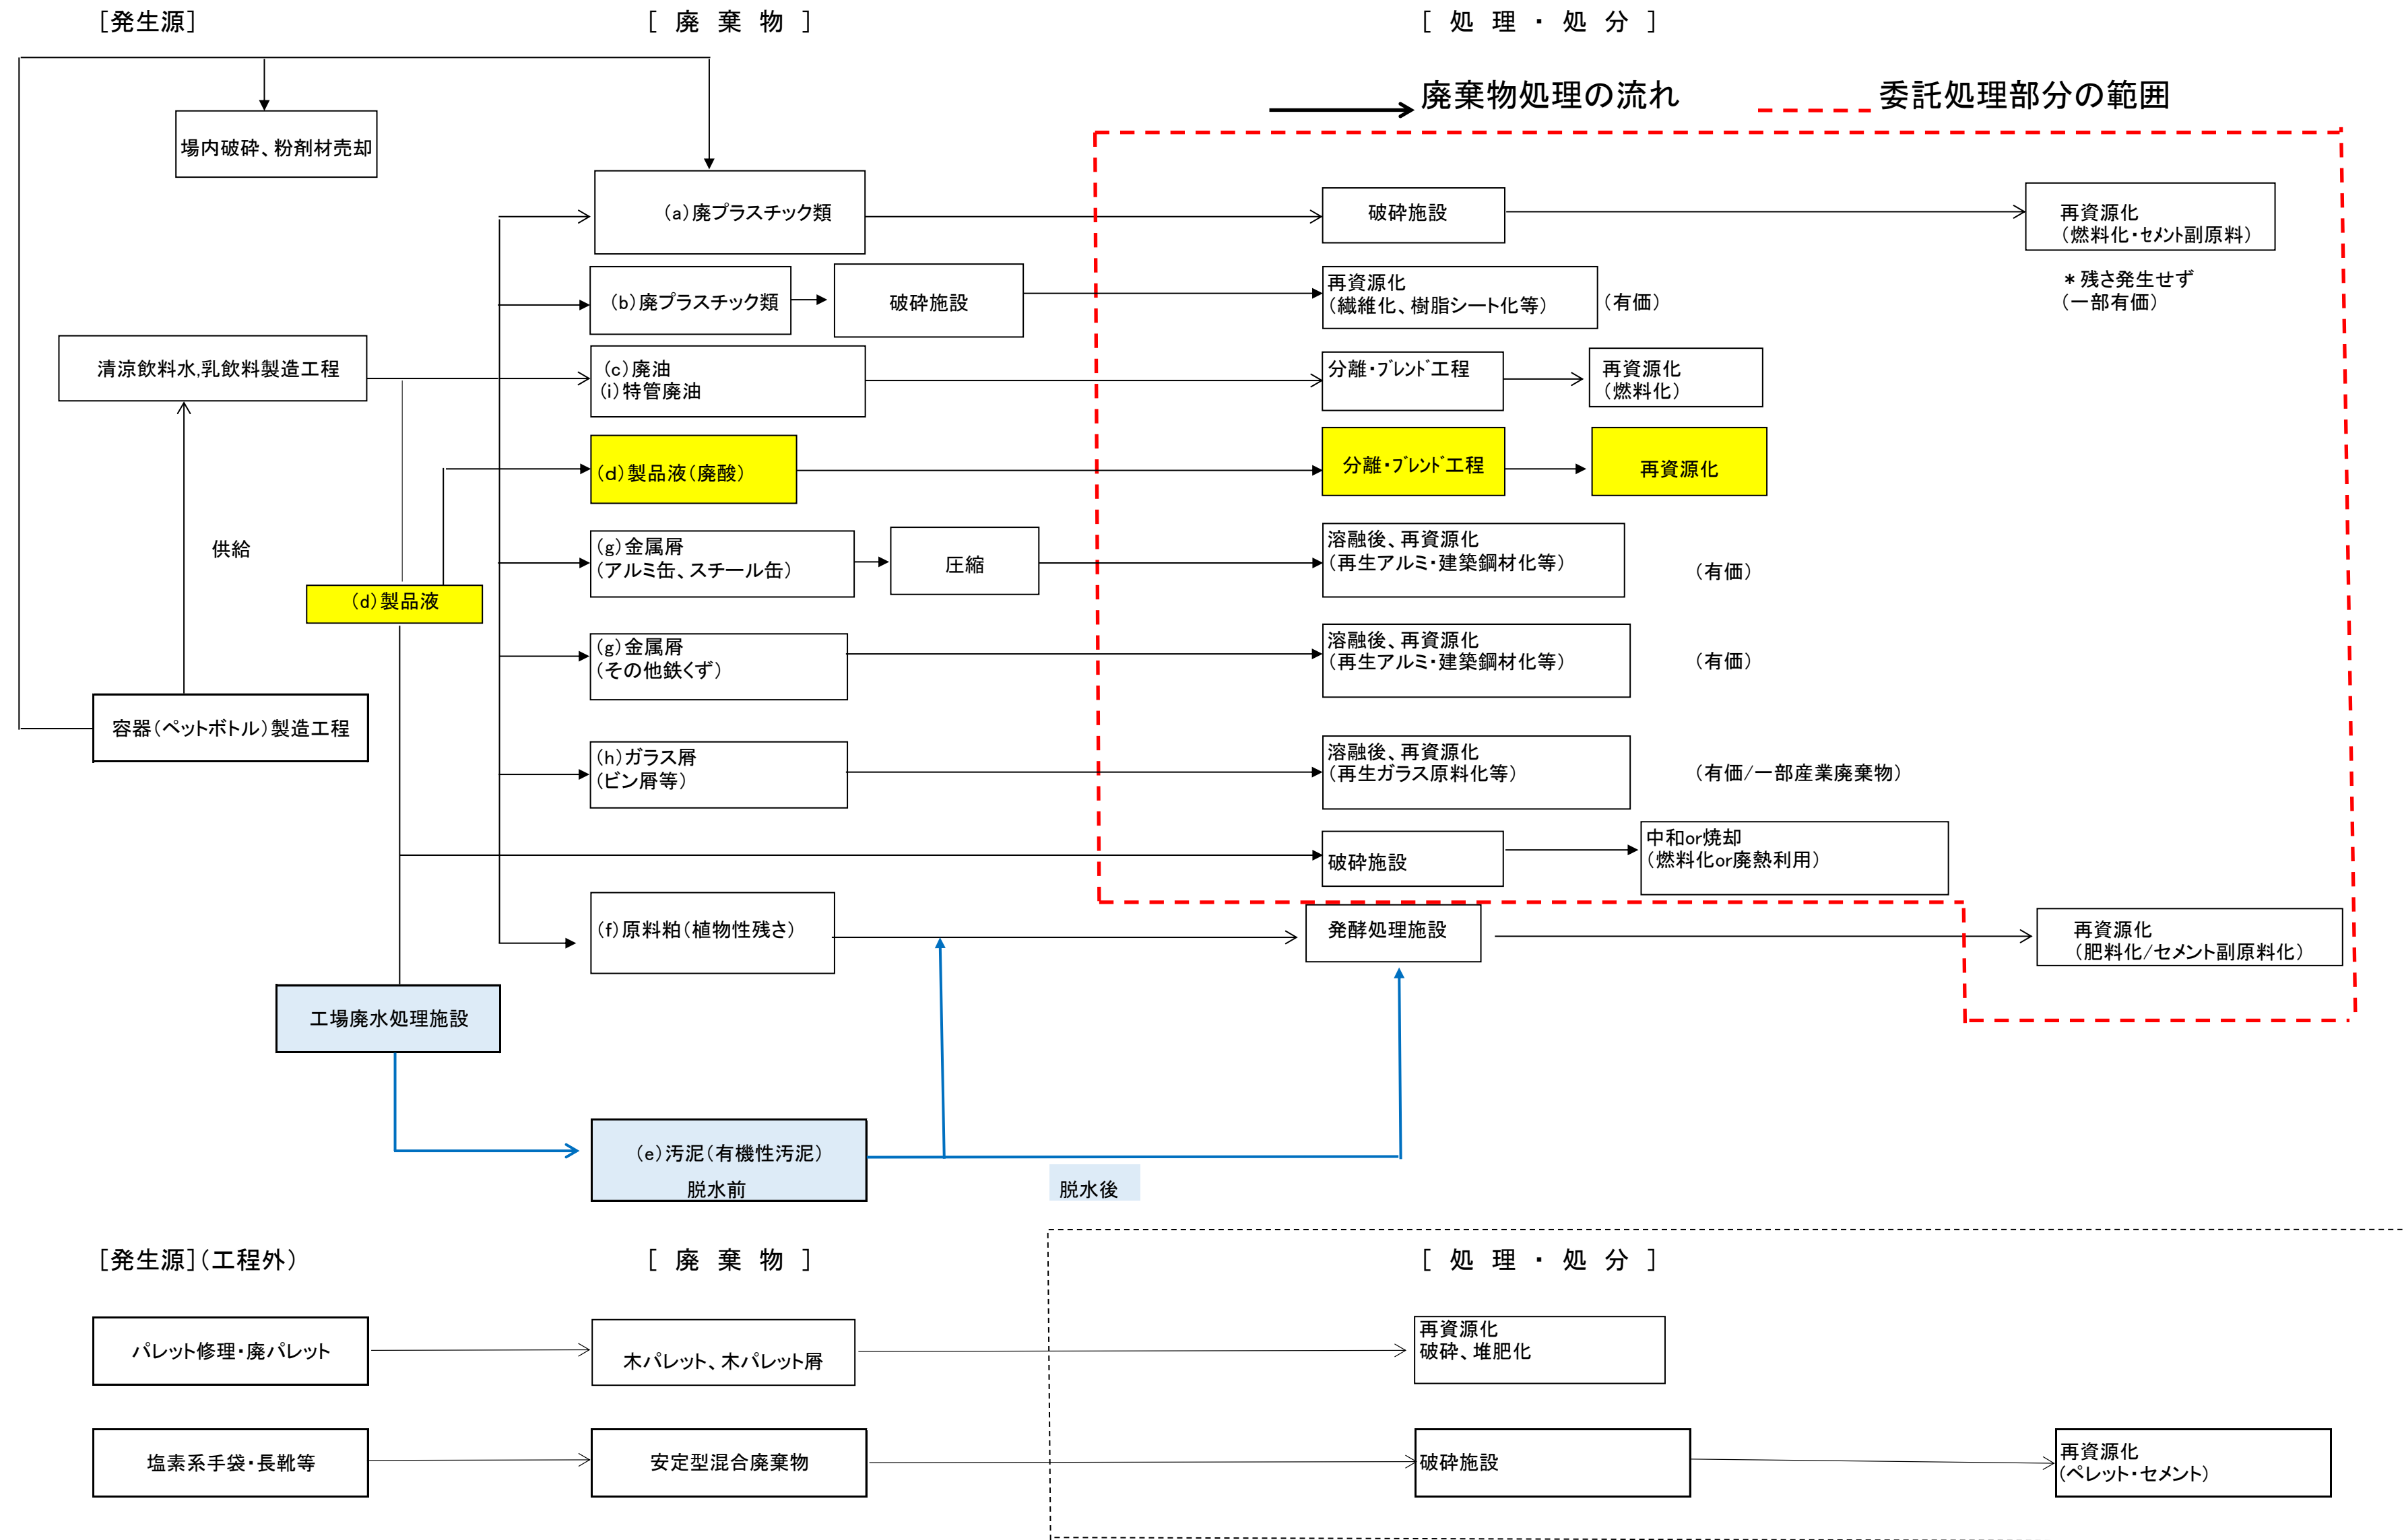 ［発生源］
［ 廃 棄 物 ］
［ 処 理 ・ 処 分 ］
廃棄物処理の流れ
委託処理部分の範囲
場内破砕、粉剤材売却
（a）廃プラスチック類
破砕施設
再資源化
（燃料化・セメント副原料）
＊残さ発生せず
（一部有価）
（b）廃プラスチック類
破砕施設
再資源化
（繊維化、樹脂シート化等）
（有価）
清涼飲料水,乳飲料製造工程
（c）廃油
（i）特管廃油
分離・ブレンド工程
再資源化
（燃料化）
（d）製品液（廃酸）
分離・ブレンド工程
再資源化
供給
（g）金属屑
（アルミ缶、スチール缶）
圧縮
溶融後、再資源化
（再生アルミ・建築鋼材化等）
（有価）
（d）製品液
（g）金属屑
（その他鉄くず）
溶融後、再資源化
（再生アルミ・建築鋼材化等）
（有価）
容器（ペットボトル）製造工程
（h）ガラス屑
（ビン屑等）
溶融後、再資源化
（再生ガラス原料化等）
（有価/一部産業廃棄物）
破砕施設
中和or焼却
（燃料化or廃熱利用）
（f）原料粕（植物性残さ）
発酵処理施設
再資源化
（肥料化/セメント副原料化）
工場廃水処理施設
（e）汚泥（有機性汚泥）
脱水前
脱水後
［発生源］（工程外）
［ 廃 棄 物 ］
［ 処 理 ・ 処 分 ］
パレット修理・廃パレット
木パレット、木パレット屑
再資源化
破砕、堆肥化
塩素系手袋・長靴等
安定型混合廃棄物
破砕施設
再資源化
（ペレット・セメント）